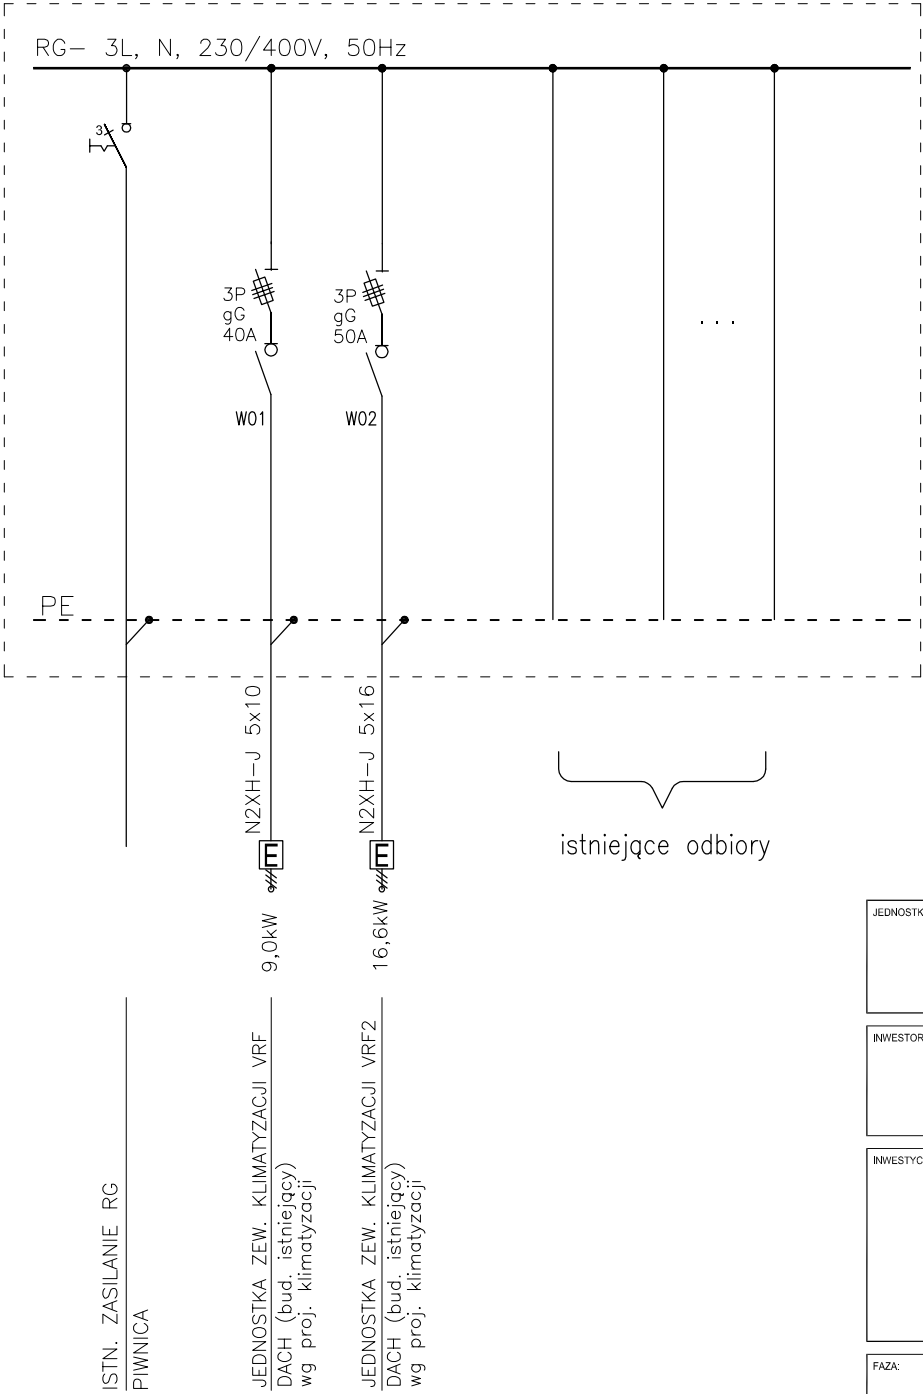 RG- 3L, N, 230/400V, 50Hz
3
3P
gG
40A
W01
3P
gG
50A
W02
. . .
PE
N2XH-J 5x10
N2XH-J 5x16
istniejące odbiory
E
E
9,0kW
16,6kW
ISTN. ZASILANIE RG
PIWNICA
JEDNOSTKA ZEW. KLIMATYZACJI VRF
DACH (bud. istniejący)
wg proj. klimatyzacji
JEDNOSTKA ZEW. KLIMATYZACJI VRF2
DACH (bud. istniejący)
wg proj. klimatyzacji
JEDNOSTK
INWESTOR
INWESTYC
FAZA: